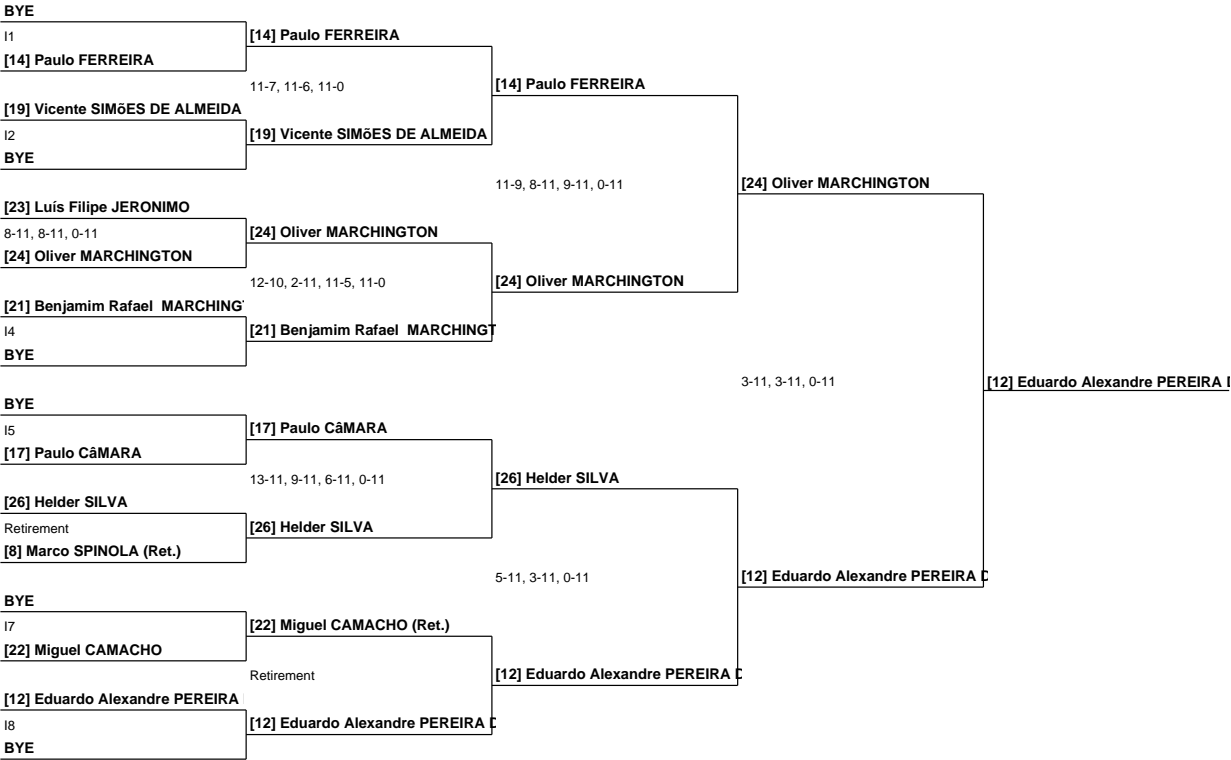 BYE
I1
[14] Paulo FERREIRA
[19] Vicente SIMõES DE ALMEIDA
I2
BYE
[23] Luís Filipe JERONIMO
8-11, 8-11, 0-11
[24] Oliver MARCHINGTON
[21] Benjamim Rafael MARCHING
I4
BYE
BYE
I5
[17] Paulo CâMARA
[26] Helder SILVA
Retirement
[8] Marco SPINOLA (Ret.)
BYE
I7
[22] Miguel CAMACHO
[12] Eduardo Alexandre PEREIRA
I8
BYE
[14] Paulo FERREIRA
11-7, 11-6, 11-0
[19] Vicente SIMõES DE ALMEIDA
[24] Oliver MARCHINGTON
12-10, 2-11, 11-5, 11-0
[21] Benjamim Rafael MARCHINGT
[17] Paulo CâMARA
13-11, 9-11, 6-11, 0-11
[26] Helder SILVA
[22] Miguel CAMACHO (Ret.)
Retirement
[12] Eduardo Alexandre PEREIRA D
[14] Paulo FERREIRA
11-9, 8-11, 9-11, 0-11
[24] Oliver MARCHINGTON
[26] Helder SILVA
5-11, 3-11, 0-11
[12] Eduardo Alexandre PEREIRA D
[24] Oliver MARCHINGTON
3-11, 3-11, 0-11
[12] Eduardo Alexandre PEREIRA D
[12] Eduardo Alexandre PEREIRA D